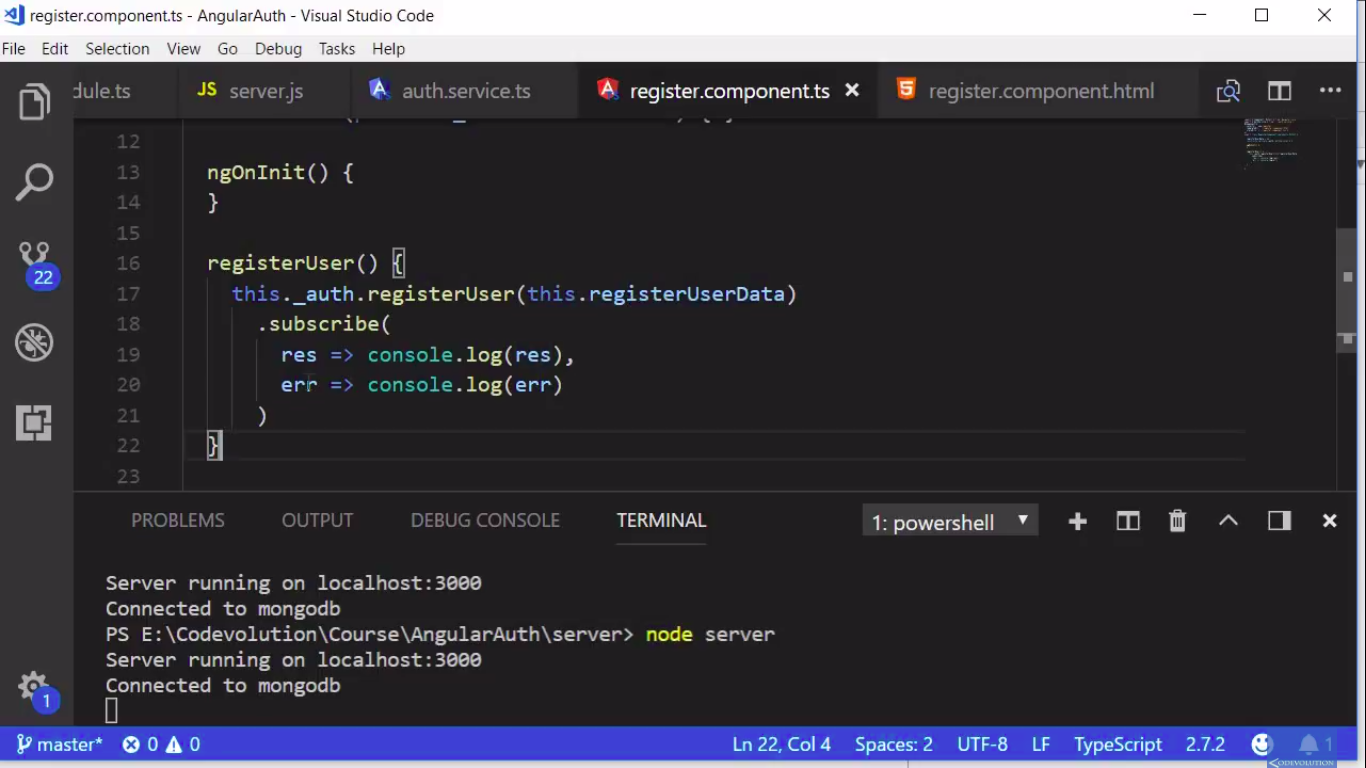 register.component.ts - AngularAuth - Visual Studio Code
File Edit Selection View Go Debug Tasks Help
dule.ts JS server.js auth.service.ts register.component.ts register.component.html
12
13 ngOnInit() {
14 }
15
16 registerUser() {
17 this._auth.registerUser(this.registerUserData)
18 .subscribe(
19 res => console.log(res),
20 err => console.log(err)
21 )
22 }
23
22
PROBLEMS OUTPUT DEBUG CONSOLE TERMINAL 1: powershell
Server running on localhost:3000
Connected to mongodb
PS E:\Codevolution\Course\AngularAuth\server> node server
Server running on localhost:3000
Connected to mongodb
1
master* 0 0 Ln 22, Col 4 Spaces: 2 UTF-8 LF TypeScript 2.7.2 1
CODEVOLUTION